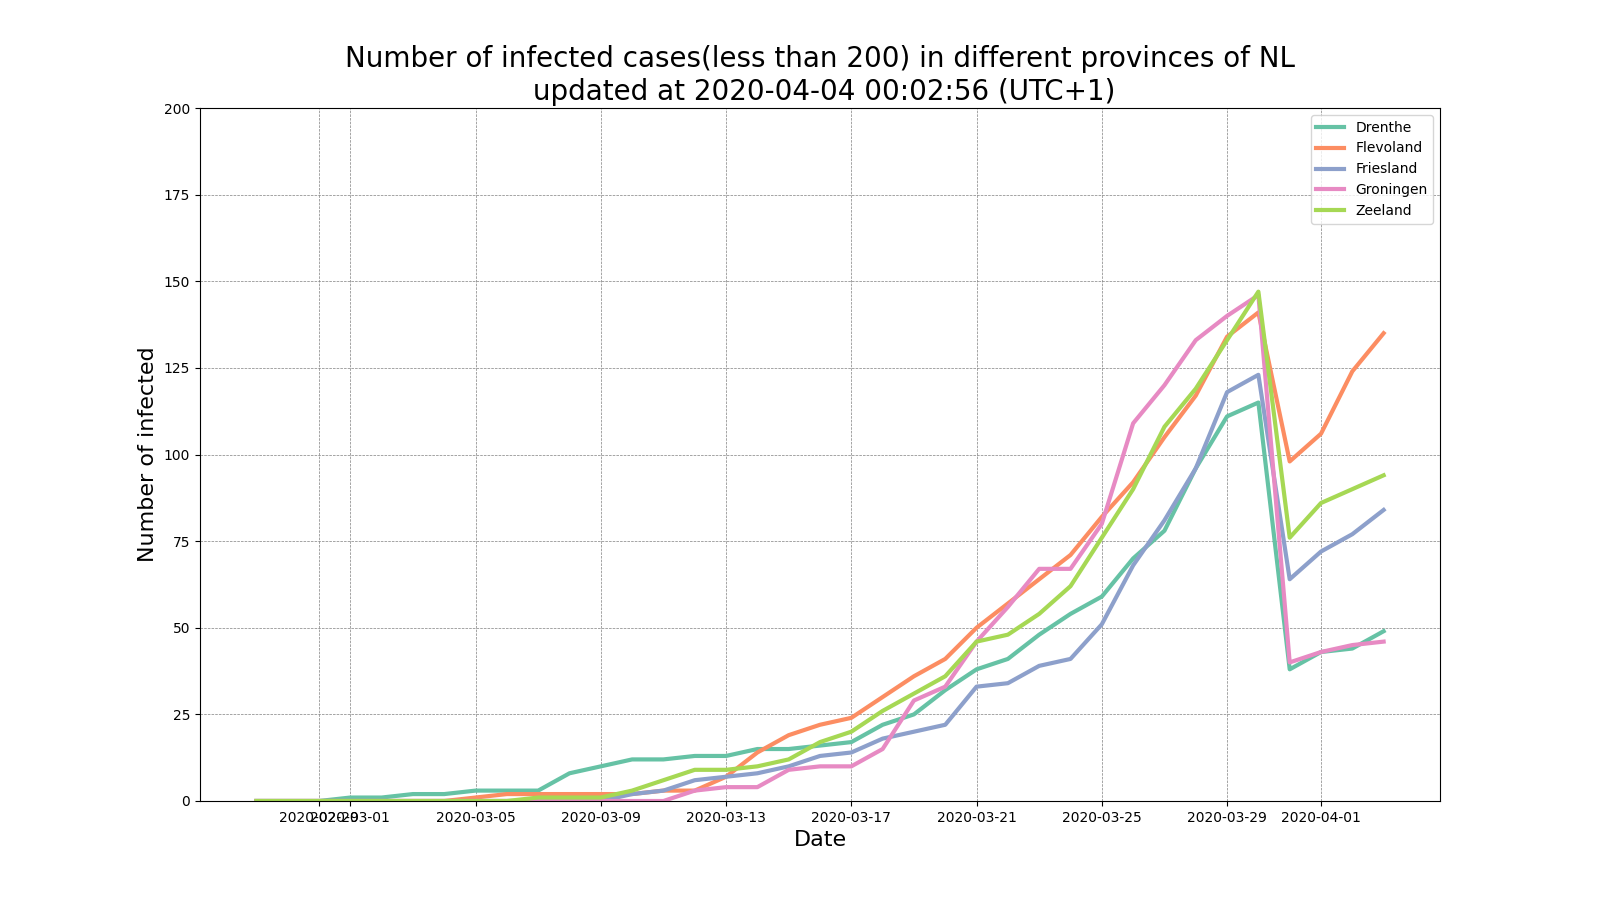 Number of infected cases(less than 200) in different provinces of NL
updated at 2020-04-04 00:02:56 (UTC+1)
Drenthe
Flevoland
Friesland
Groningen
Zeeland
200
175
150
125
100
75
50
25
0
Number of infected
2020-02-29 2020-03-01 2020-03-05 2020-03-09 2020-03-13 2020-03-17 2020-03-21 2020-03-25 2020-03-29 2020-04-01
Date